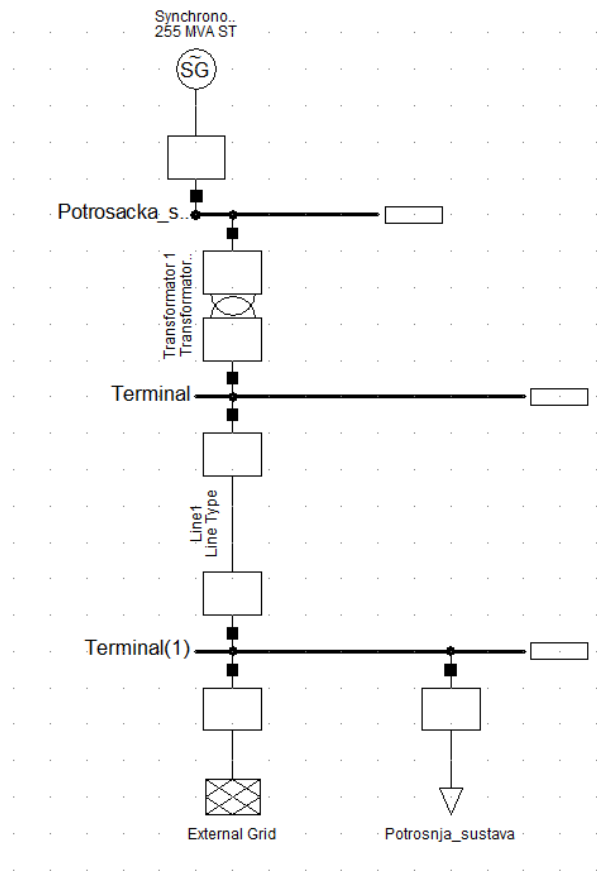 Synchrono..
255 MVA ST
SG
Potrosacka_s..
Transformator 1
Transformator..
Terminal
Line1
Line Type
Terminal(1)
External Grid
Potrosnja_sustava